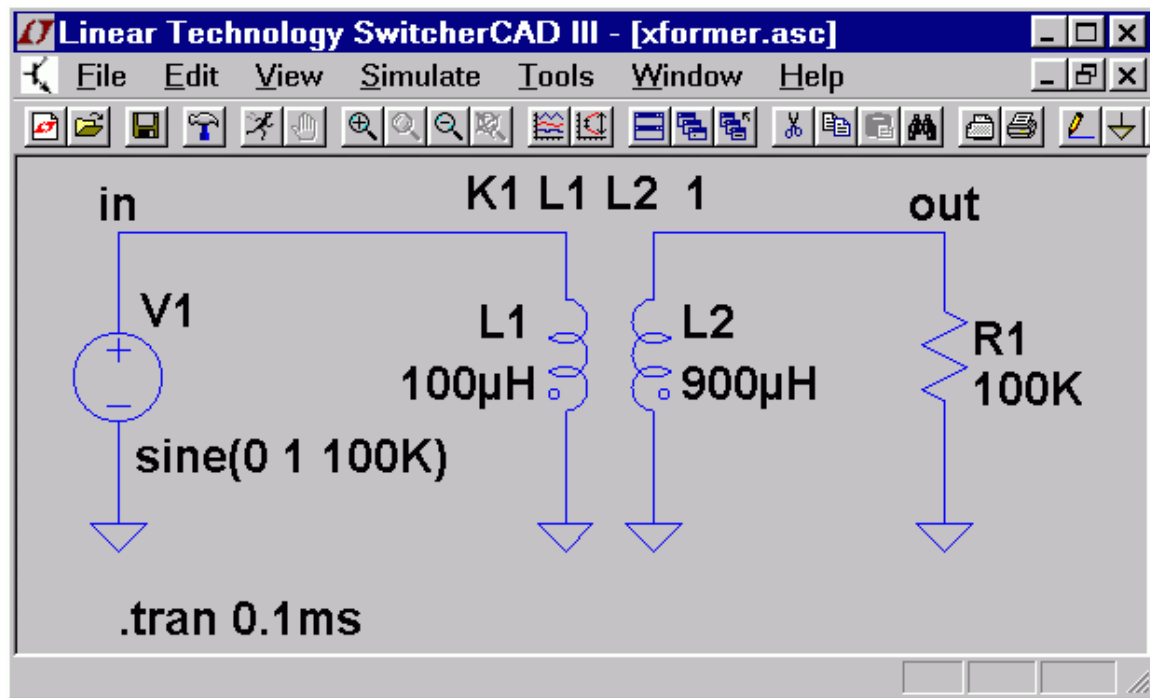 Linear Technology SwitcherCAD III - [xformer.asc]
File Edit View Simulate Tools Window Help
K1 L1 L2 1
in
out
V1
L1
L2
R1
100µH
900µH
100K
sine(0 1 100K)
.tran 0.1ms